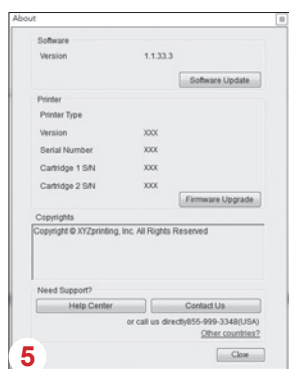 About
Software
Version 1.1.33.3
Software Update
Printer
Printer Type
Version XXX
Serial Number XXX
Cartridge 1 S/N XXX
Cartridge 2 S/N XXX
Firmware Upgrade
Copyrights
Copyright © XYZprinting, Inc. All Rights Reserved
Need Support?
Help Center Contact Us
or call us directly855-999-3348(USA)
Other countries?
5 Close